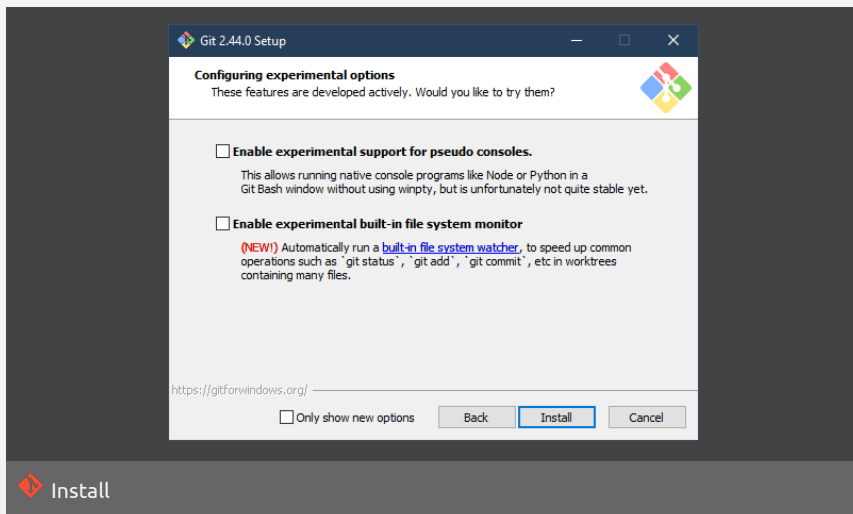 Git 2.44.0 Setup
Configuring experimental options
These features are developed actively. Would you like to try them?
Enable experimental support for pseudo consoles.
This allows running native console programs like Node or Python in a
Git Bash window without using winpty, but is unfortunately not quite stable yet.
Enable experimental built-in file system monitor
(NEW!) Automatically run a built-in file system watcher, to speed up common
operations such as `git status`, `git add`, `git commit`, etc in worktrees
containing many files.
https://gitforwindows.org/
Only show new options
Back
Install
Cancel
Install